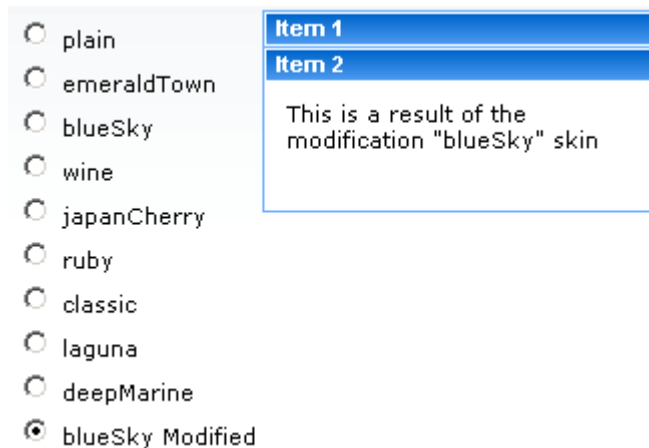 plain
emeraldTown
blueSky
wine
japanCherry
ruby
classic
laguna
deepMarine
blueSky Modified
Item 1
Item 2
This is a result of the
modification "blueSky" skin